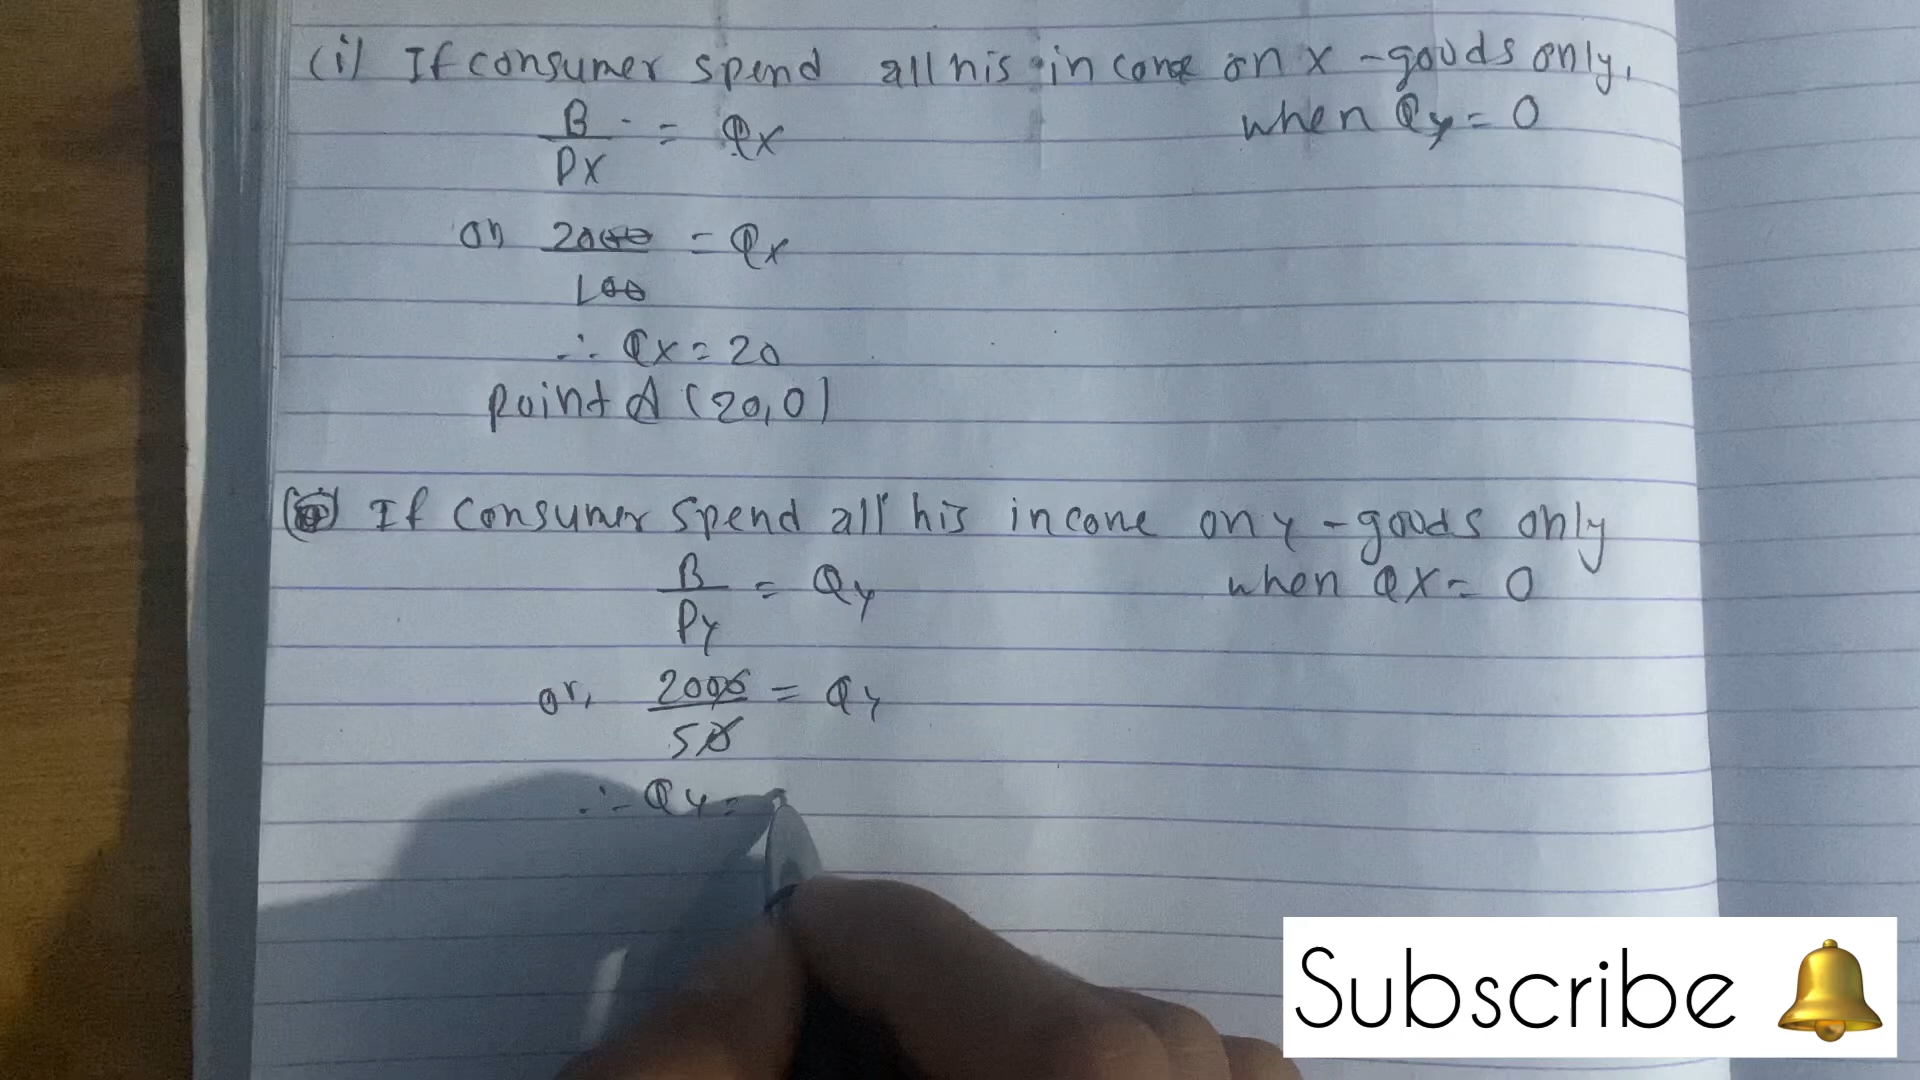 (i) If consumer spend all his income on X-goods only,
B/PX = QX when Qy = 0
or 2000/100 = QX
∴ QX = 20
point A (20,0)
If consumer spend all his income on Y-goods only
B/PY = QY when QX = 0
or, 2000/50 = QY
∴ QY =
Subscribe